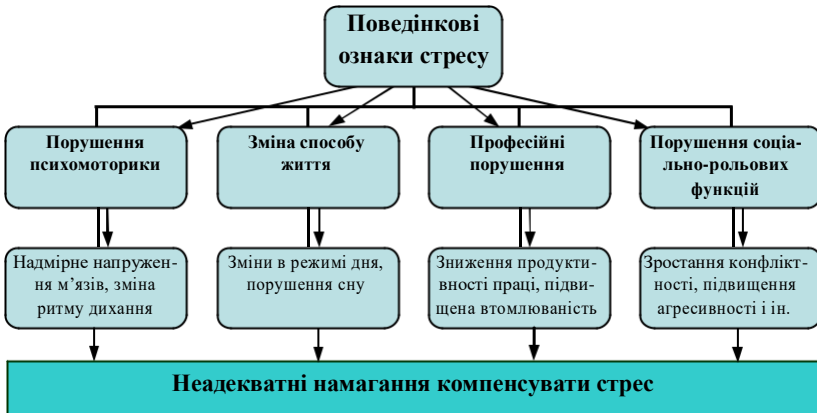 Поведінкові
ознаки стресу
Порушення
психомоторики
Зміна способу
життя
Професійні
порушення
Порушення соціа-
льно-рольових
функцій
Надмірне напружен-
ня м’язів, зміна
ритму дихання
Зміни в режимі дня,
порушення сну
Зниження продукти-
вності праці, підви-
щена втомлюваність
Зростання конфлікт-
ності, підвищення
агресивності і ін.
Неадекватні намагання компенсувати стрес